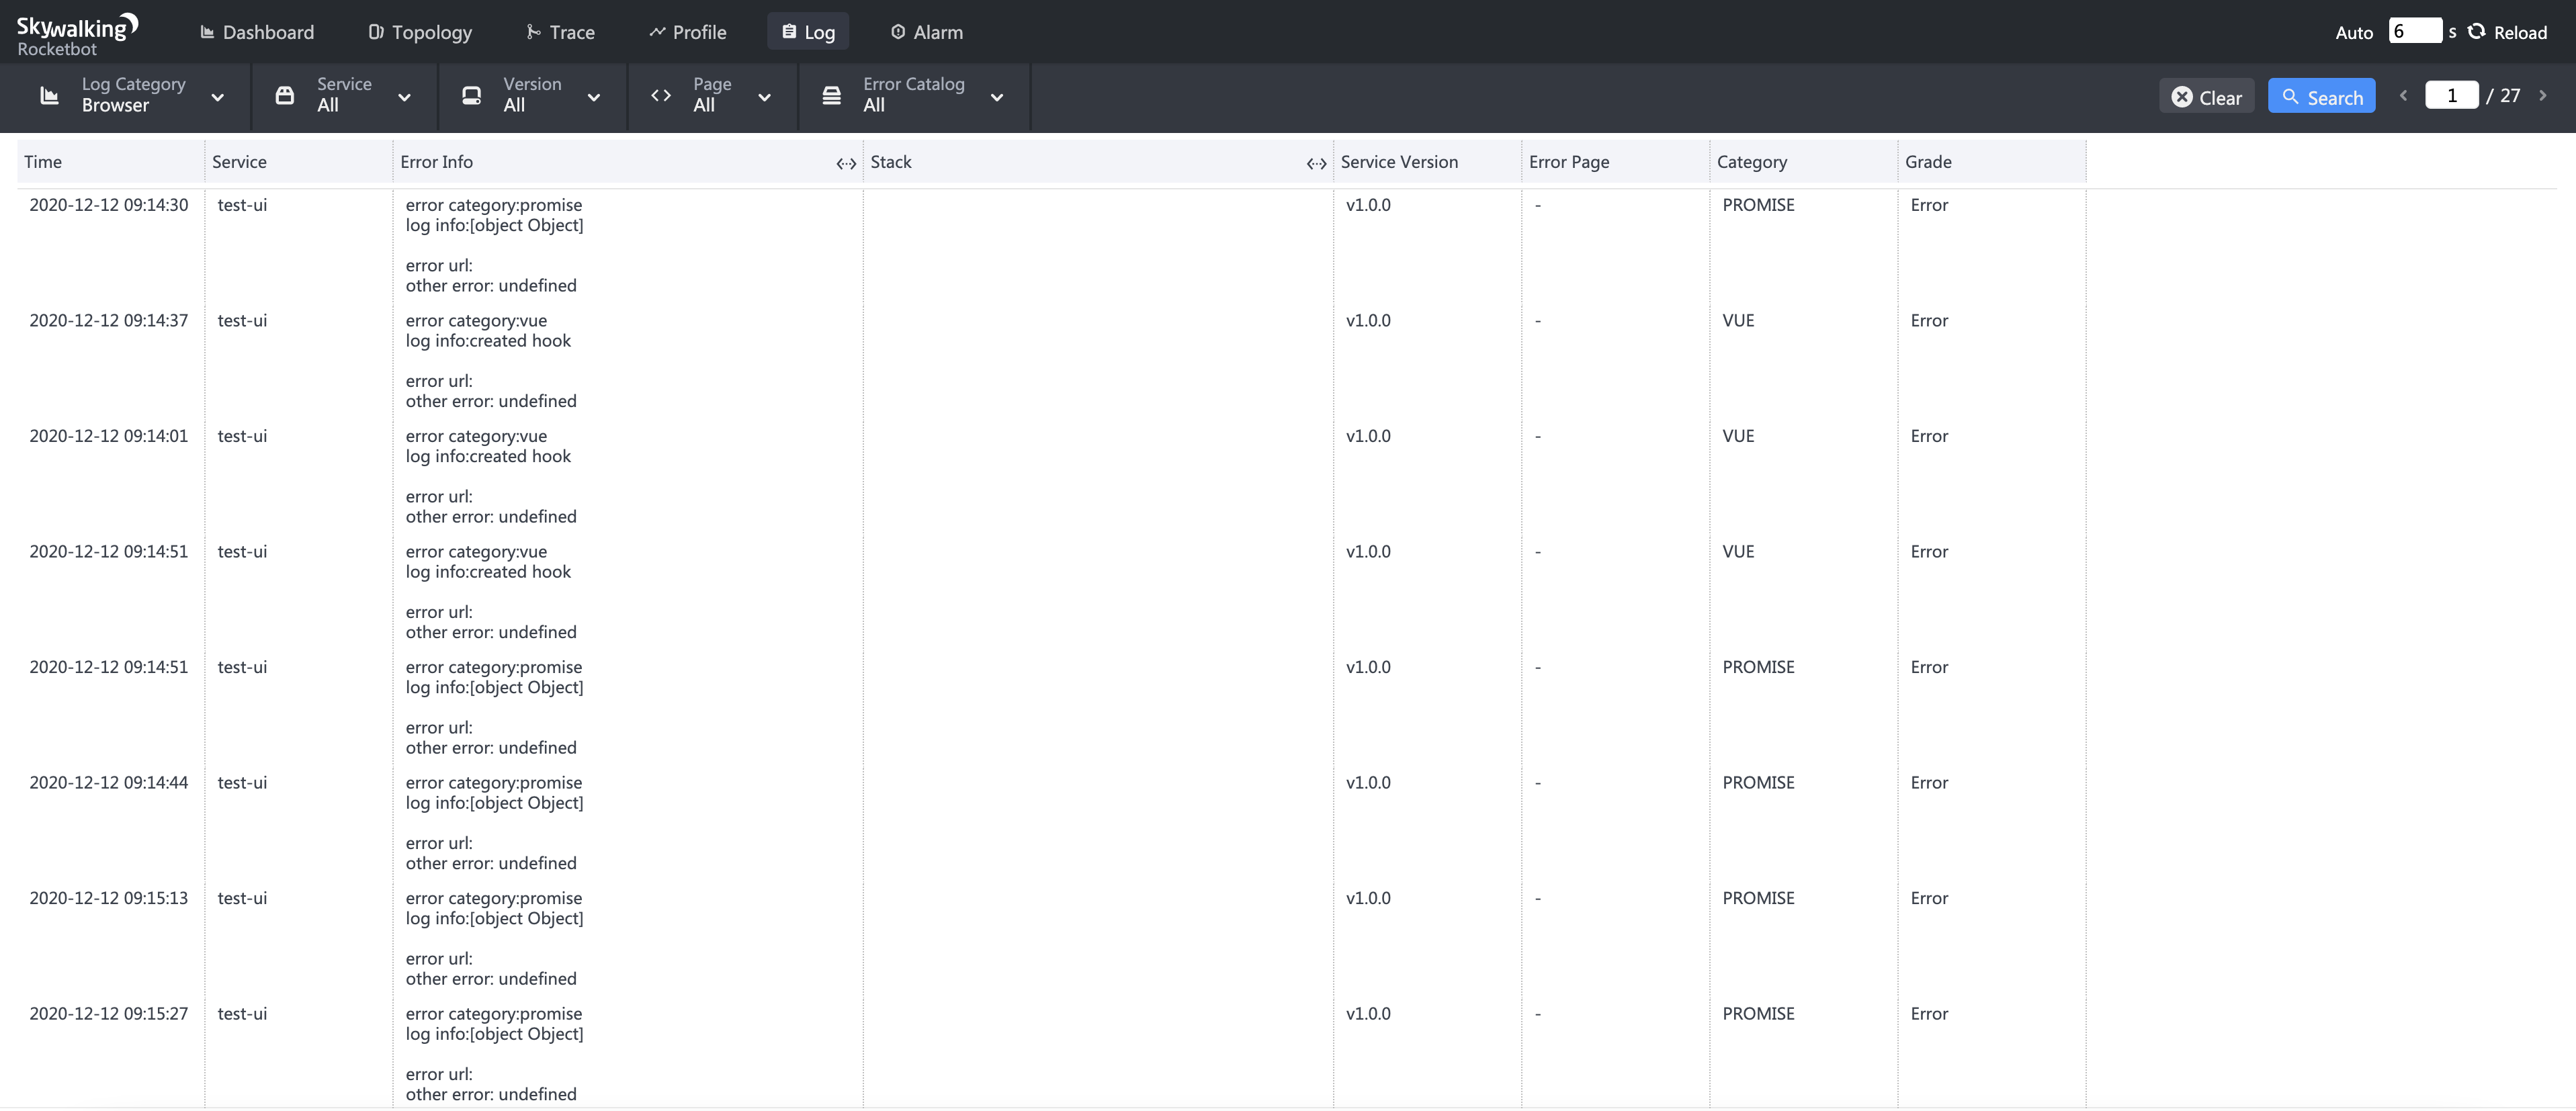 Skywalking
Rocketbot
Dashboard
Topology
Trace
Profile
Log
Alarm
Auto 6 s Reload
Log Category
Browser
Service
All
Version
All
Page
All
Error Catalog
All
Clear
Search
1 / 27
Time Service Error Info Stack Service Version Error Page Category Grade
2020-12-12 09:14:30 test-ui error category:promise v1.0.0 - PROMISE Error
log info:[object Object]
error url:
other error: undefined
2020-12-12 09:14:37 test-ui error category:vue v1.0.0 - VUE Error
log info:created hook
error url:
other error: undefined
2020-12-12 09:14:01 test-ui error category:vue v1.0.0 - VUE Error
log info:created hook
error url:
other error: undefined
2020-12-12 09:14:51 test-ui error category:vue v1.0.0 - VUE Error
log info:created hook
error url:
other error: undefined
2020-12-12 09:14:51 test-ui error category:promise v1.0.0 - PROMISE Error
log info:[object Object]
error url:
other error: undefined
2020-12-12 09:14:44 test-ui error category:promise v1.0.0 - PROMISE Error
log info:[object Object]
error url:
other error: undefined
2020-12-12 09:15:13 test-ui error category:promise v1.0.0 - PROMISE Error
log info:[object Object]
error url:
other error: undefined
2020-12-12 09:15:27 test-ui error category:promise v1.0.0 - PROMISE Error
log info:[object Object]
error url:
other error: undefined